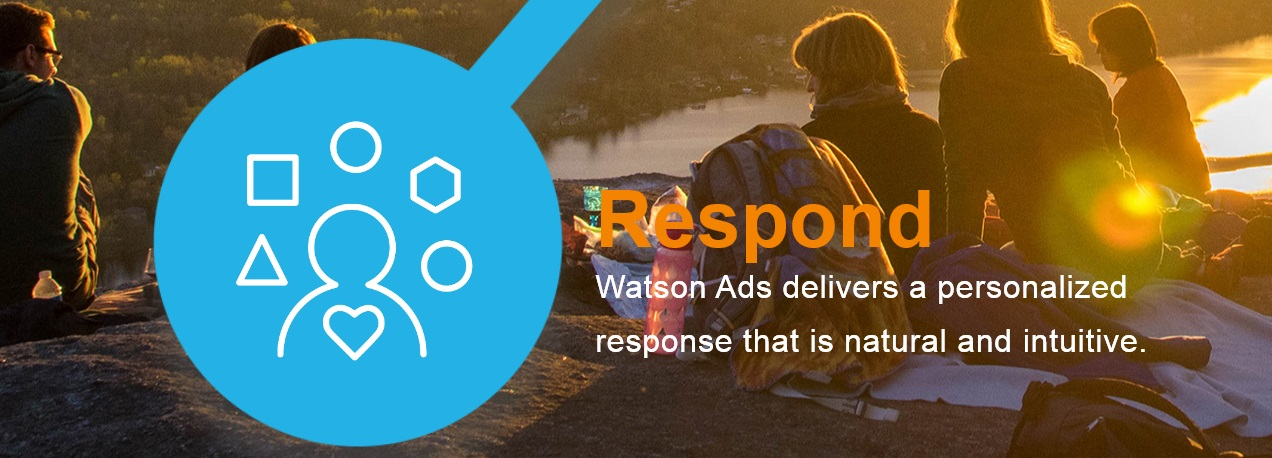 Respond
Watson Ads delivers a personalized
response that is natural and intuitive.